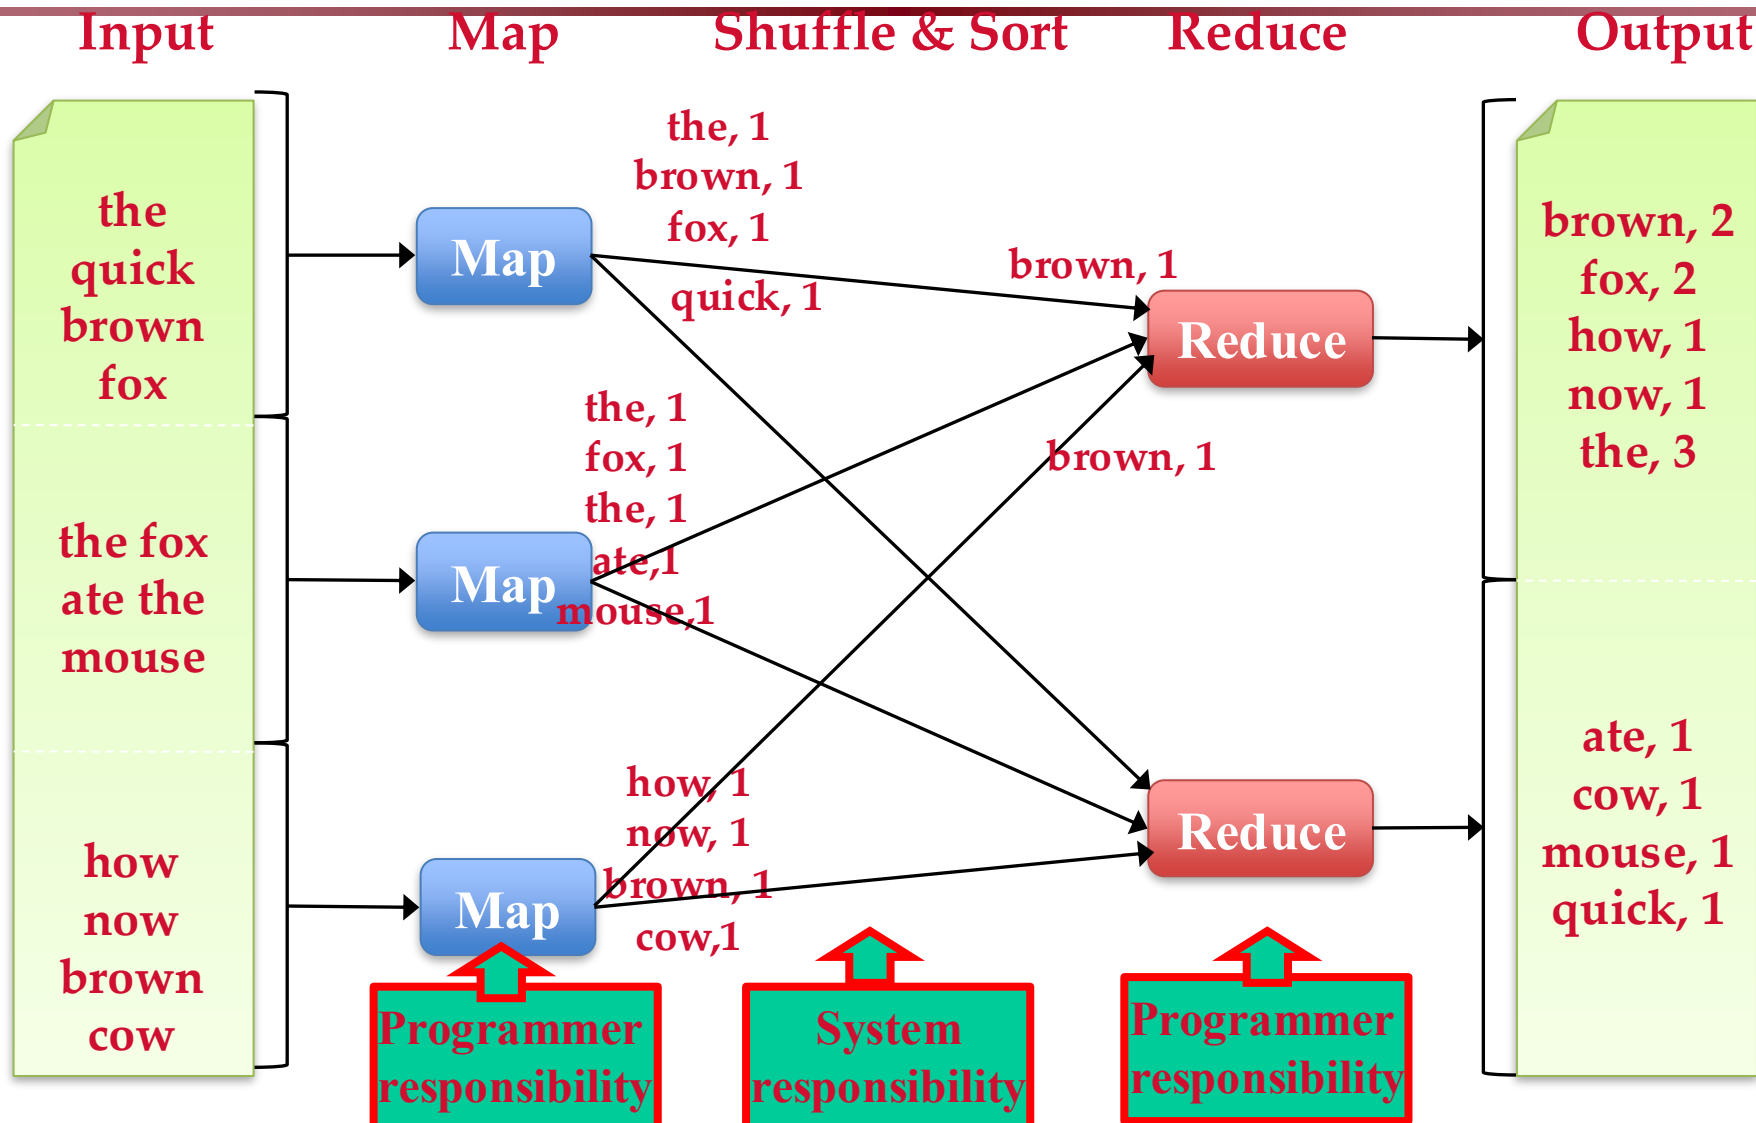 Input Map Shuffle & Sort Reduce Output
the
quick
brown
fox
the fox
ate the
mouse
how
now
brown
cow
Map
Map
Map
the, 1
brown, 1
fox, 1
quick, 1
the, 1
fox, 1
the, 1
ate,1
mouse,1
how, 1
now, 1
brown, 1
cow,1
brown, 1
brown, 1
Reduce
Reduce
brown, 2
fox, 2
how, 1
now, 1
the, 3
ate, 1
cow, 1
mouse, 1
quick, 1
Programmer
responsibility
System
responsibility
Programmer
responsibility